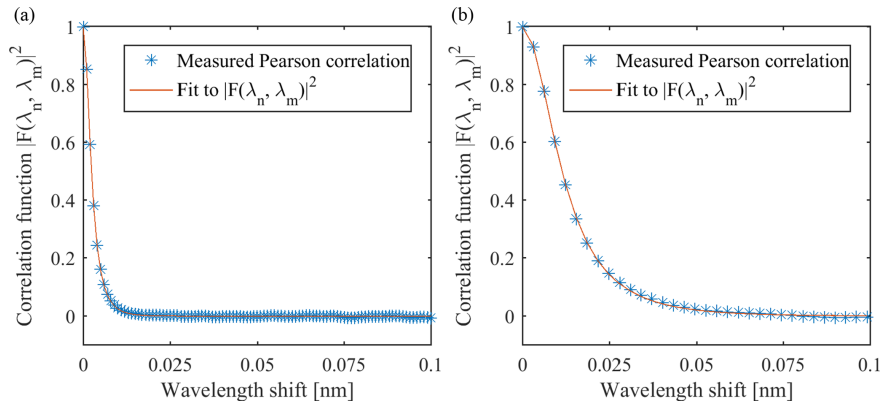 (a)
Correlation function |F(λn, λm)|2
1
0.8
0.6
0.4
0.2
0
Measured Pearson correlation
Fit to |F(λn, λm)|2
0
0.025
0.05
0.075
0.1
Wavelength shift [nm]
(b)
Correlation function |F(λn, λm)|2
1
0.8
0.6
0.4
0.2
0
Measured Pearson correlation
Fit to |F(λn, λm)|2
0
0.025
0.05
0.075
0.1
Wavelength shift [nm]